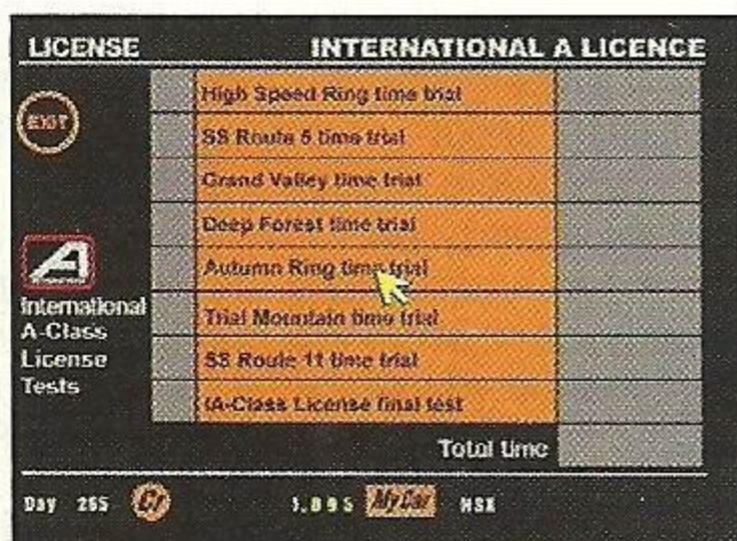 LICENSE
INTERNATIONAL A LICENCE
EXIT
High Speed Ring time trial
SS Route 5 time trial
Grand Valley time trial
Deep Forest time trial
Autumn Ring time trial
Trial Mountain time trial
SS Route 11 time trial
IA-Class License final test
A
International
A-Class
License
Tests
Total time
Day 265
Cr
MyCar